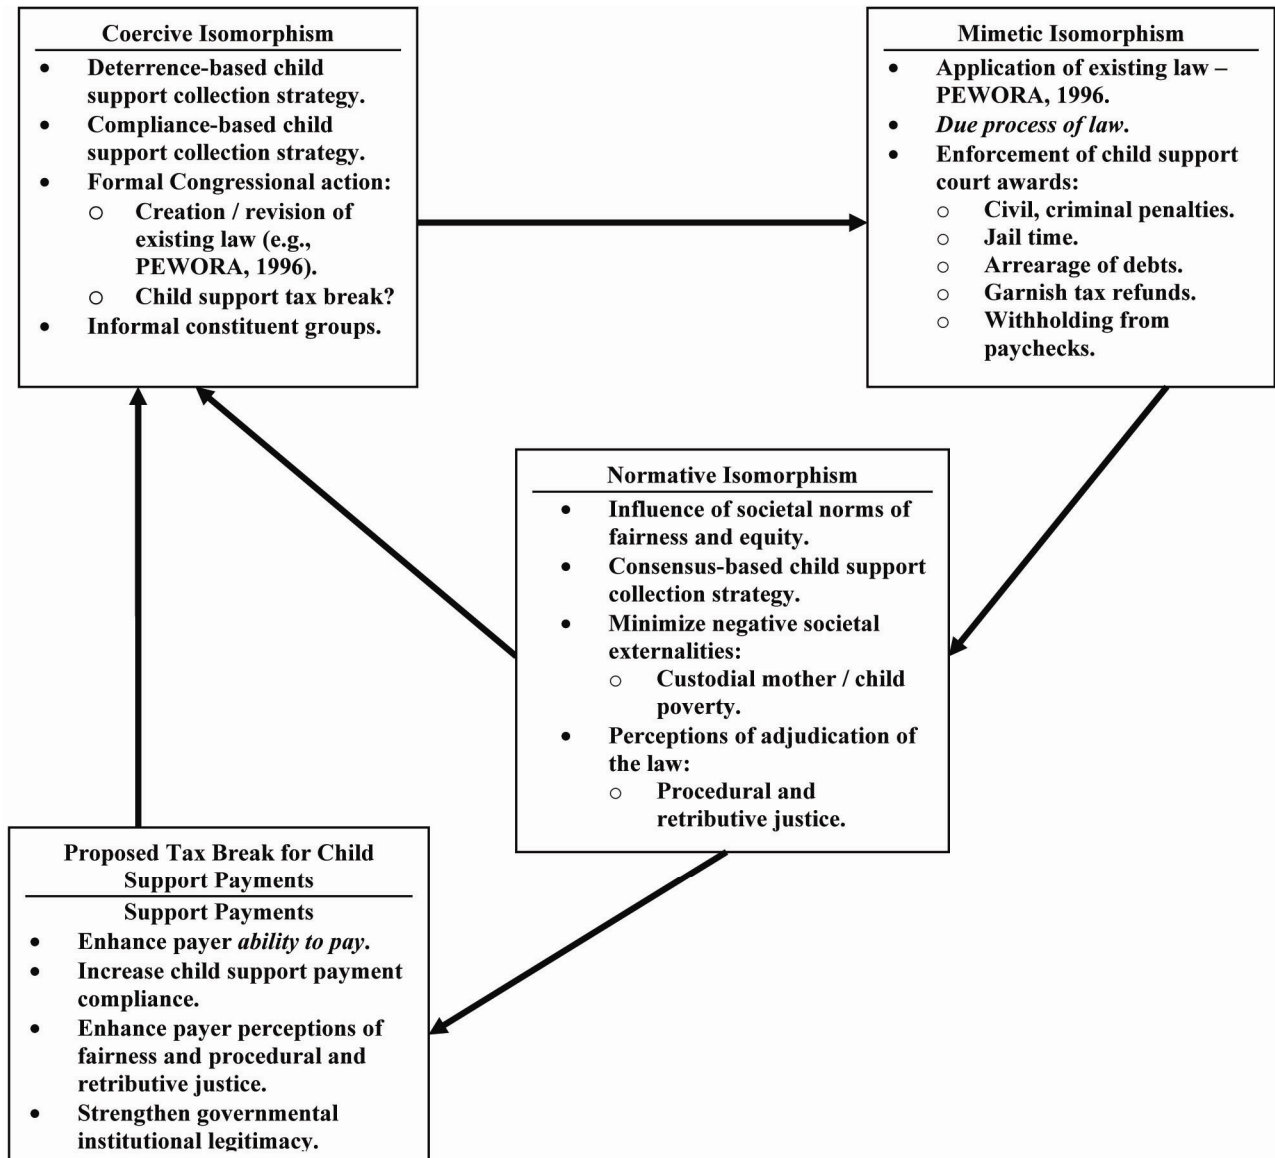 Coercive Isomorphism
• Deterrence-based child
support collection strategy.
• Compliance-based child
support collection strategy.
• Formal Congressional action:
○ Creation / revision of
existing law (e.g.,
PEWORA, 1996).
○ Child support tax break?
• Informal constituent groups.
Mimetic Isomorphism
• Application of existing law –
PEWORA, 1996.
• Due process of law.
• Enforcement of child support
court awards:
○ Civil, criminal penalties.
○ Jail time.
○ Arrearage of debts.
○ Garnish tax refunds.
○ Withholding from
paychecks.
Normative Isomorphism
• Influence of societal norms of
fairness and equity.
• Consensus-based child support
collection strategy.
• Minimize negative societal
externalities:
○ Custodial mother / child
poverty.
• Perceptions of adjudication of
the law:
○ Procedural and
retributive justice.
Proposed Tax Break for Child
Support Payments
Support Payments
• Enhance payer ability to pay.
• Increase child support payment
compliance.
• Enhance payer perceptions of
fairness and procedural and
retributive justice.
• Strengthen governmental
institutional legitimacy.